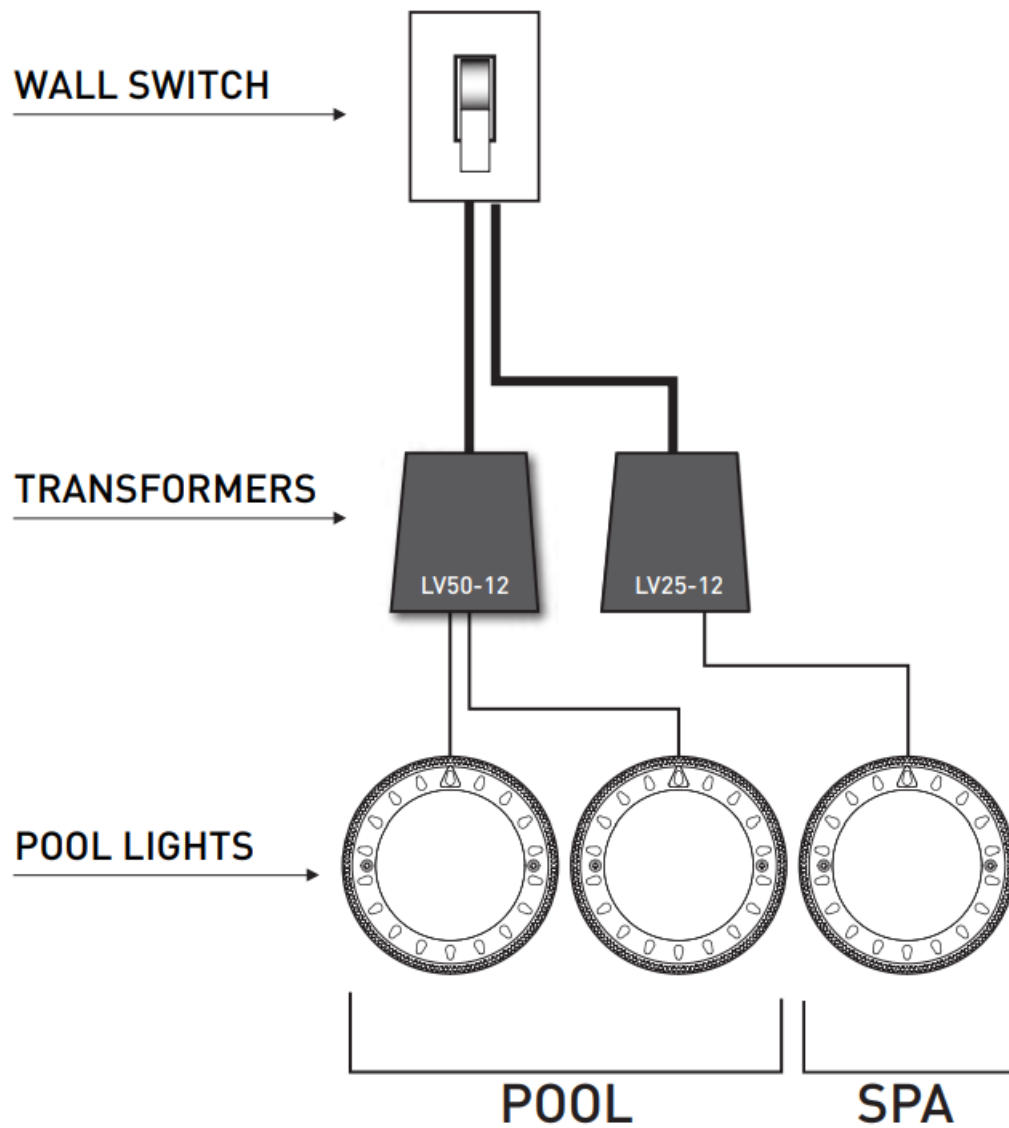 WALL SWITCH
TRANSFORMERS
LV50-12
LV25-12
POOL LIGHTS
POOL
SPA